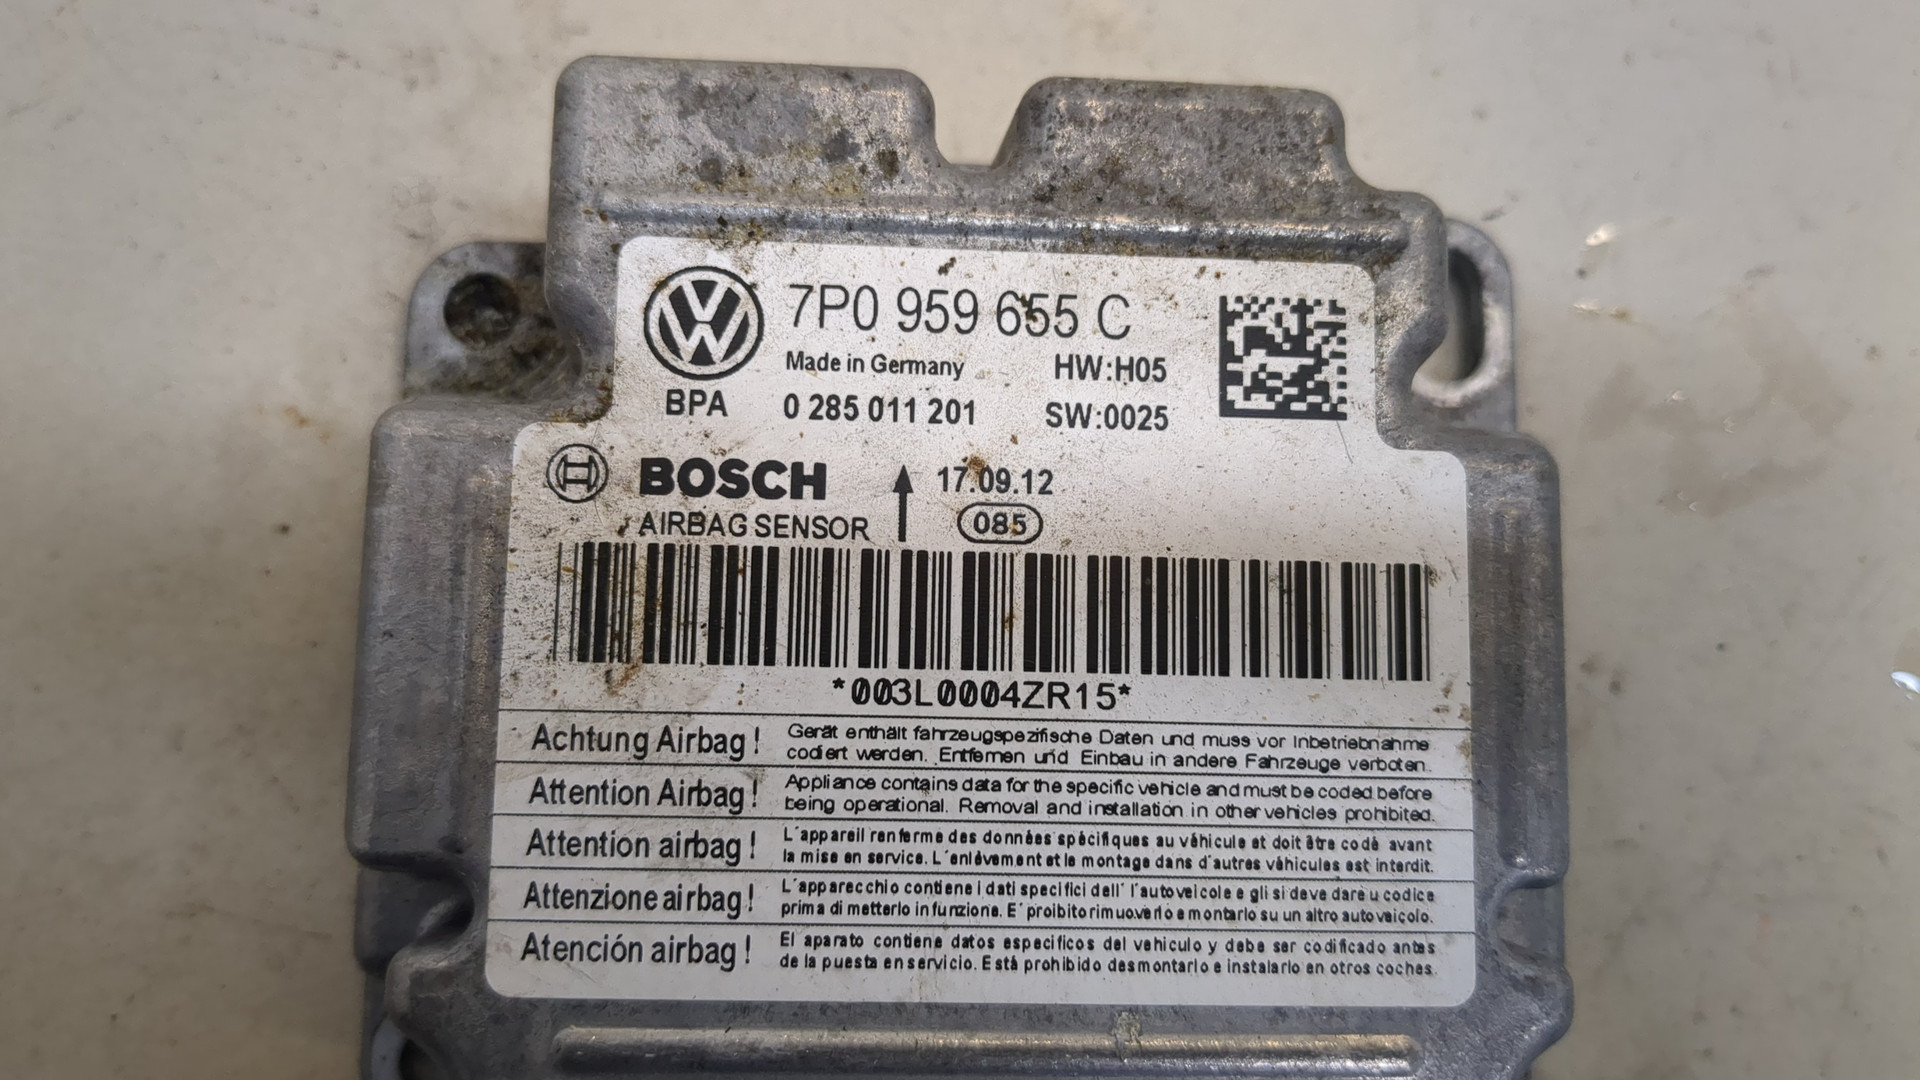 7P0 959 655 C
Made in Germany HW:H05
BPA 0 285 011 201 SW:0025
BOSCH 17.09.12
AIRBAG SENSOR 085
*003L0004ZR15*
Achtung Airbag! Gerät enthält fahrzeugspezifische Daten und muss vor Inbetriebnahme
codiert werden. Entfernen und Einbau in andere Fahrzeuge verboten.
Attention Airbag! Appliance contains data for the specific vehicle and must be coded before
being operational. Removal and installation in other vehicles prohibited.
Attention airbag! L'appareil renferme des données spécifiques au véhicule et doit être codè avant
la mise en service. L'enlèvement et le montage dans d'autres véhicules est interdit.
Attenzione airbag! L'apparecchio contiene i dati specifici dell' l'autoveicole e gli si deve dare u codice
prima di metterlo in funzione. E' proibito rimuoverlo e montarlo su un altro autoveicolo.
Atención airbag! El aparato contiene datos especificos del vehiculo y debe ser codificado antes
de la puesta en servicio. Está prohibido desmontarlo e instalarlo en otros coches.